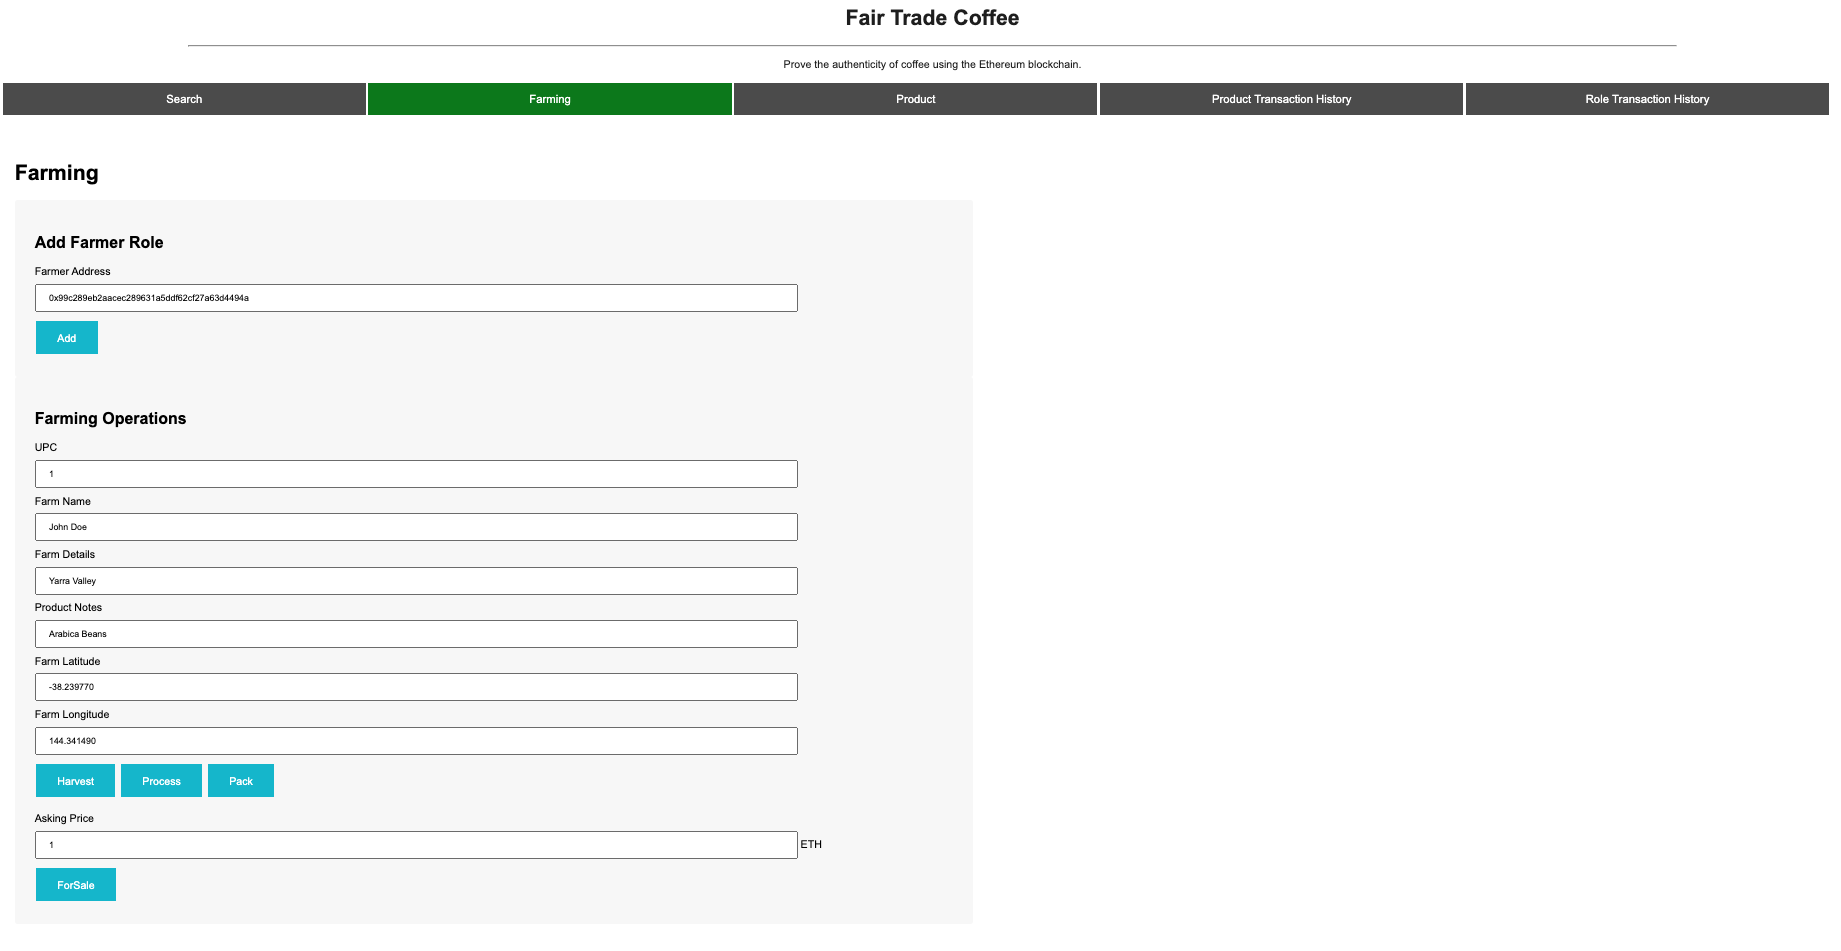 Fair Trade Coffee
Prove the authenticity of coffee using the Ethereum blockchain.
Search Farming Product Product Transaction History Role Transaction History
Farming
Add Farmer Role
Farmer Address
0x99c289eb2aacec289631a5ddf62cf27a63d4494a
Add
Farming Operations
UPC
1
Farm Name
John Doe
Farm Details
Yarra Valley
Product Notes
Arabica Beans
Farm Latitude
-38.239770
Farm Longitude
144.341490
Harvest Process Pack
Asking Price
1 ETH
ForSale